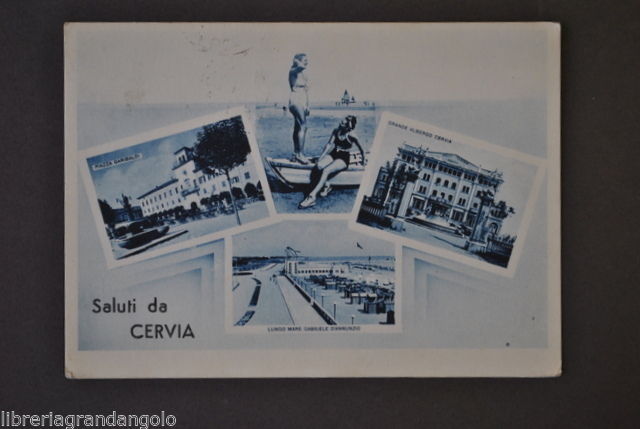 PIAZZA GARIBALDI
GRANDE ALBERGO CERVIA
LUNGO MARE GABRIELE D'ANNUNZIO
Saluti da
CERVIA
libreriagrandangolo